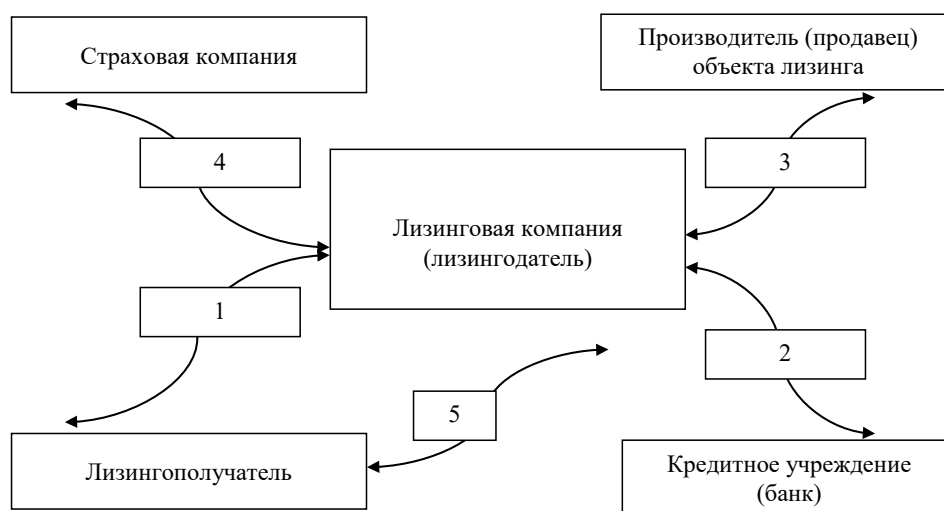 Страховая компания
Производитель (продавец)
объекта лизинга
4
3
Лизинговая компания
(лизингодатель)
1
2
5
Лизингополучатель
Кредитное учреждение
(банк)